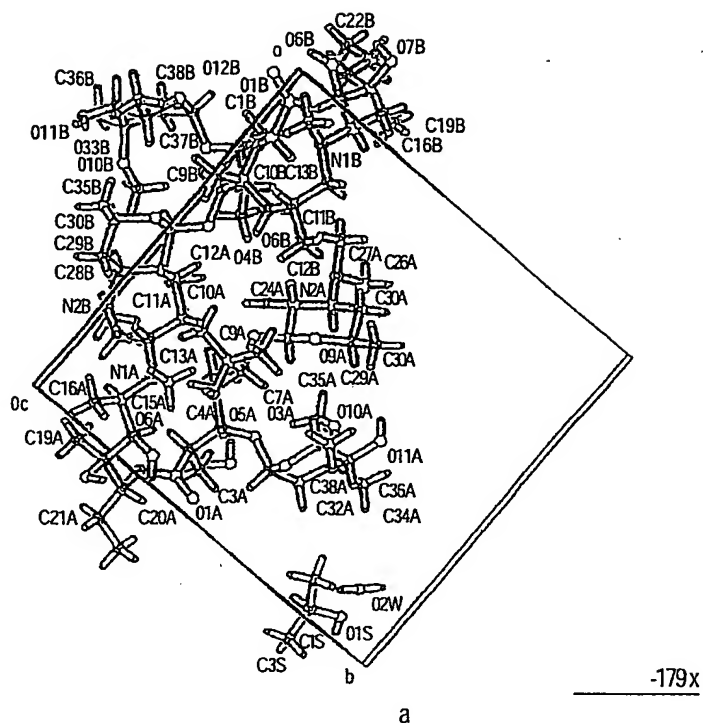 C22B
O6B O7B
a
C38B O12B
C36B
O1B
C1B
C19B
O11B
C16B
O33B
C37B
N1B
O10B
C9B C10B C13B
C35B
C11B
C30B
O6B
C29B C12A O4B C27A
C28B C12B C26A
C24A N2A
C10A C30A
N2B C11A
C9A
C13A O9A C30A
N1A C35A C29A
0c
C16A C15A C7A
C4A O5A O3A O10A
O6A
C19A
O11A
C38A
C3A C36A
C21A C20A O1A C32A C34A
O2W
O1S
C1S
C3S
b
-179x
a